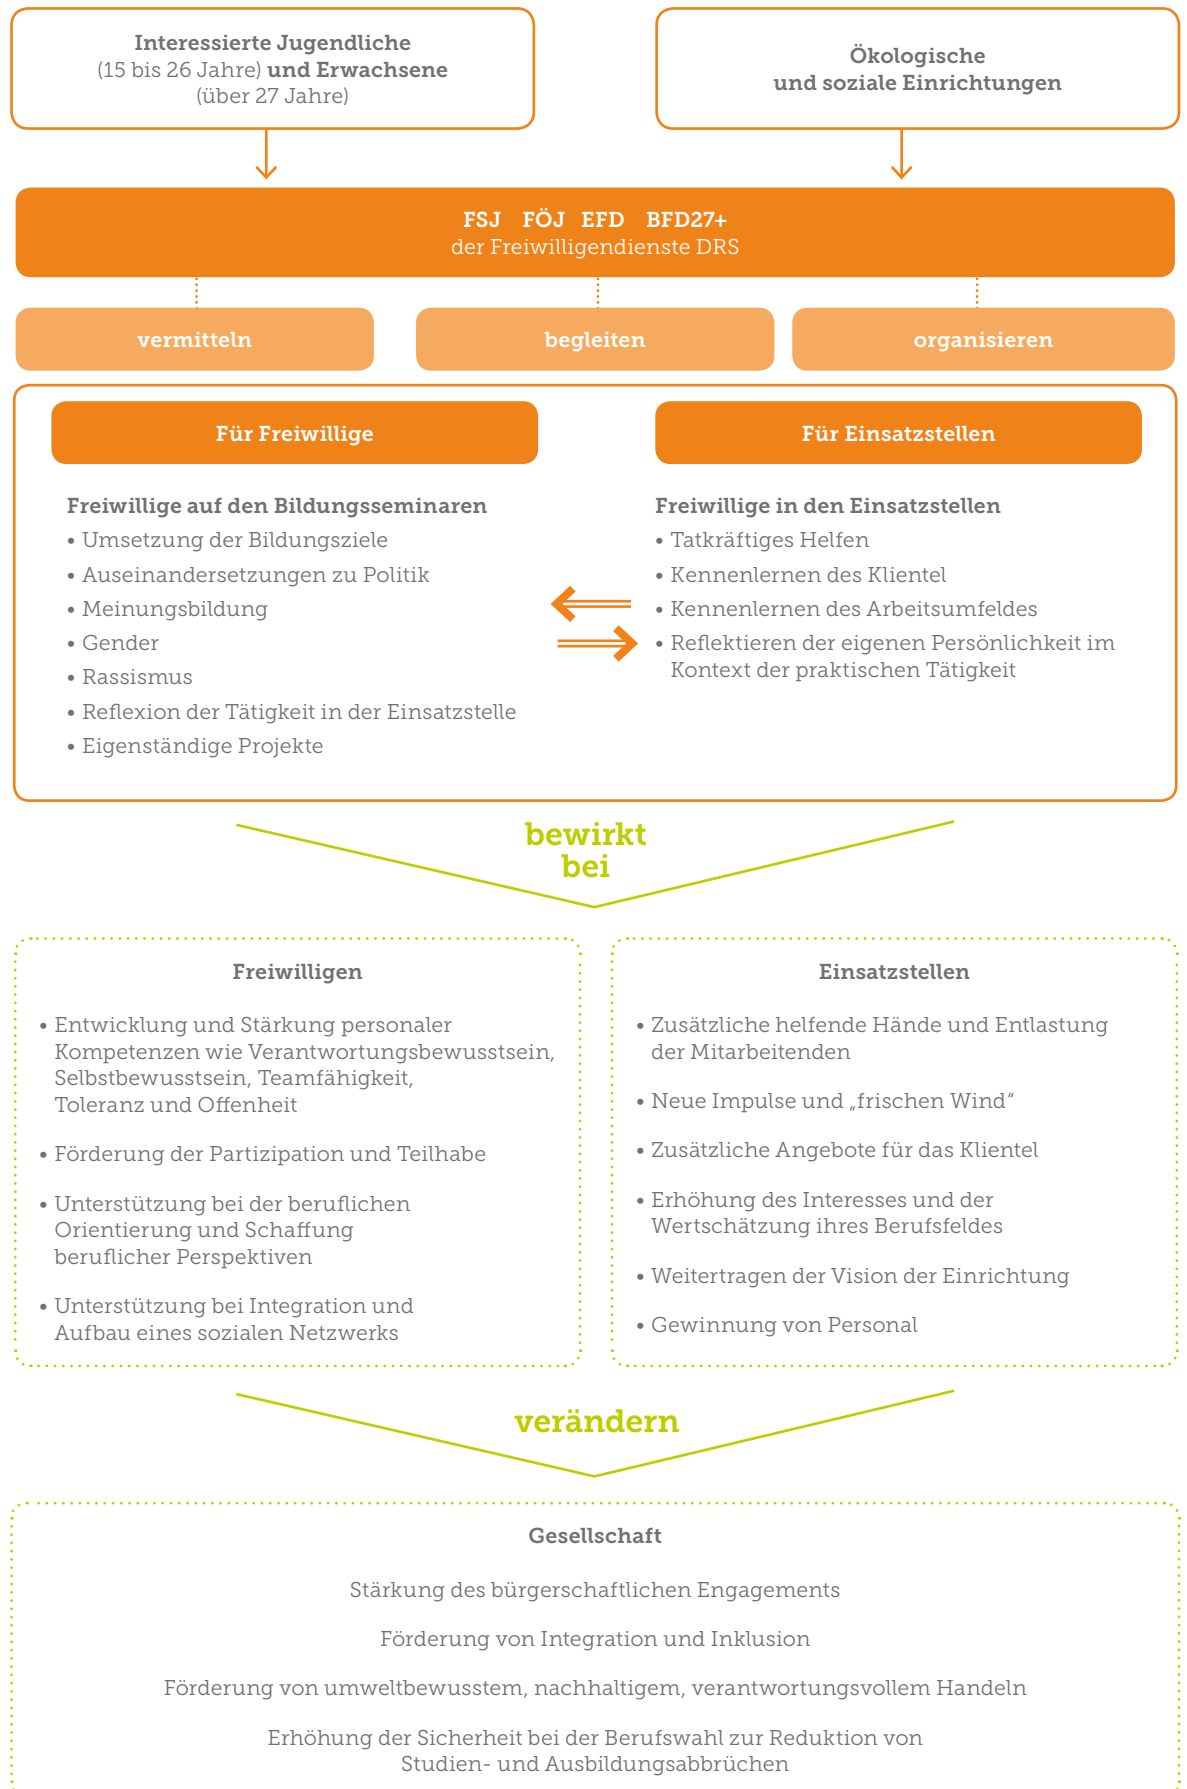 Interessierte Jugendliche
(15 bis 26 Jahre) und Erwachsene
(über 27 Jahre)
Ökologische
und soziale Einrichtungen
FSJ FÖJ EFD BFD27+
der Freiwilligendienste DRS
vermitteln
begleiten
organisieren
Für Freiwillige
Freiwillige auf den Bildungsseminaren
• Umsetzung der Bildungsziele
• Auseinandersetzungen zu Politik
• Meinungsbildung
• Gender
• Rassismus
• Reflexion der Tätigkeit in der Einsatzstelle
• Eigenständige Projekte
Für Einsatzstellen
Freiwillige in den Einsatzstellen
• Tatkräftiges Helfen
• Kennenlernen des Klientel
• Kennenlernen des Arbeitsumfeldes
• Reflektieren der eigenen Persönlichkeit im
Kontext der praktischen Tätigkeit
bewirkt
bei
Freiwilligen
• Entwicklung und Stärkung personaler
Kompetenzen wie Verantwortungsbewusstsein,
Selbstbewusstsein, Teamfähigkeit,
Toleranz und Offenheit
• Förderung der Partizipation und Teilhabe
• Unterstützung bei der beruflichen
Orientierung und Schaffung
beruflicher Perspektiven
• Unterstützung bei Integration und
Aufbau eines sozialen Netzwerks
Einsatzstellen
• Zusätzliche helfende Hände und Entlastung
der Mitarbeitenden
• Neue Impulse und „frischen Wind“
• Zusätzliche Angebote für das Klientel
• Erhöhung des Interesses und der
Wertschätzung ihres Berufsfeldes
• Weitertragen der Vision der Einrichtung
• Gewinnung von Personal
verändern
Gesellschaft
Stärkung des bürgerschaftlichen Engagements
Förderung von Integration und Inklusion
Förderung von umweltbewusstem, nachhaltigem, verantwortungsvollem Handeln
Erhöhung der Sicherheit bei der Berufswahl zur Reduktion von
Studien- und Ausbildungsabbrüchen